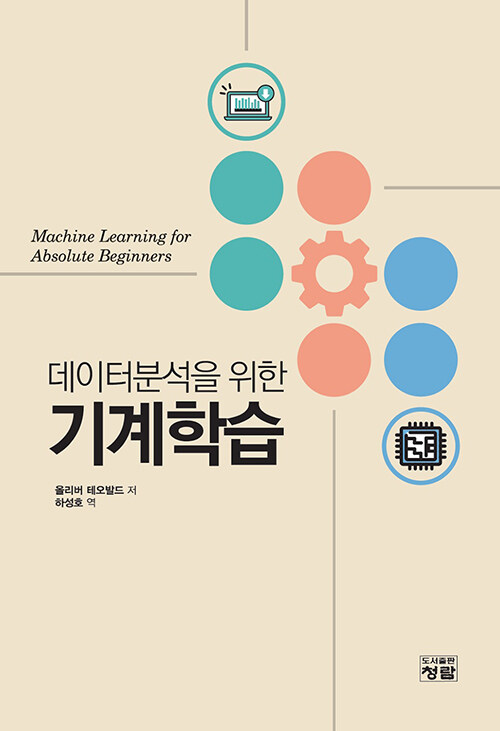 Machine Learning for
Absolute Beginners
데이터분석을 위한
기계학습
올리버 테오발드 저
하성호 역
도서출판
청람